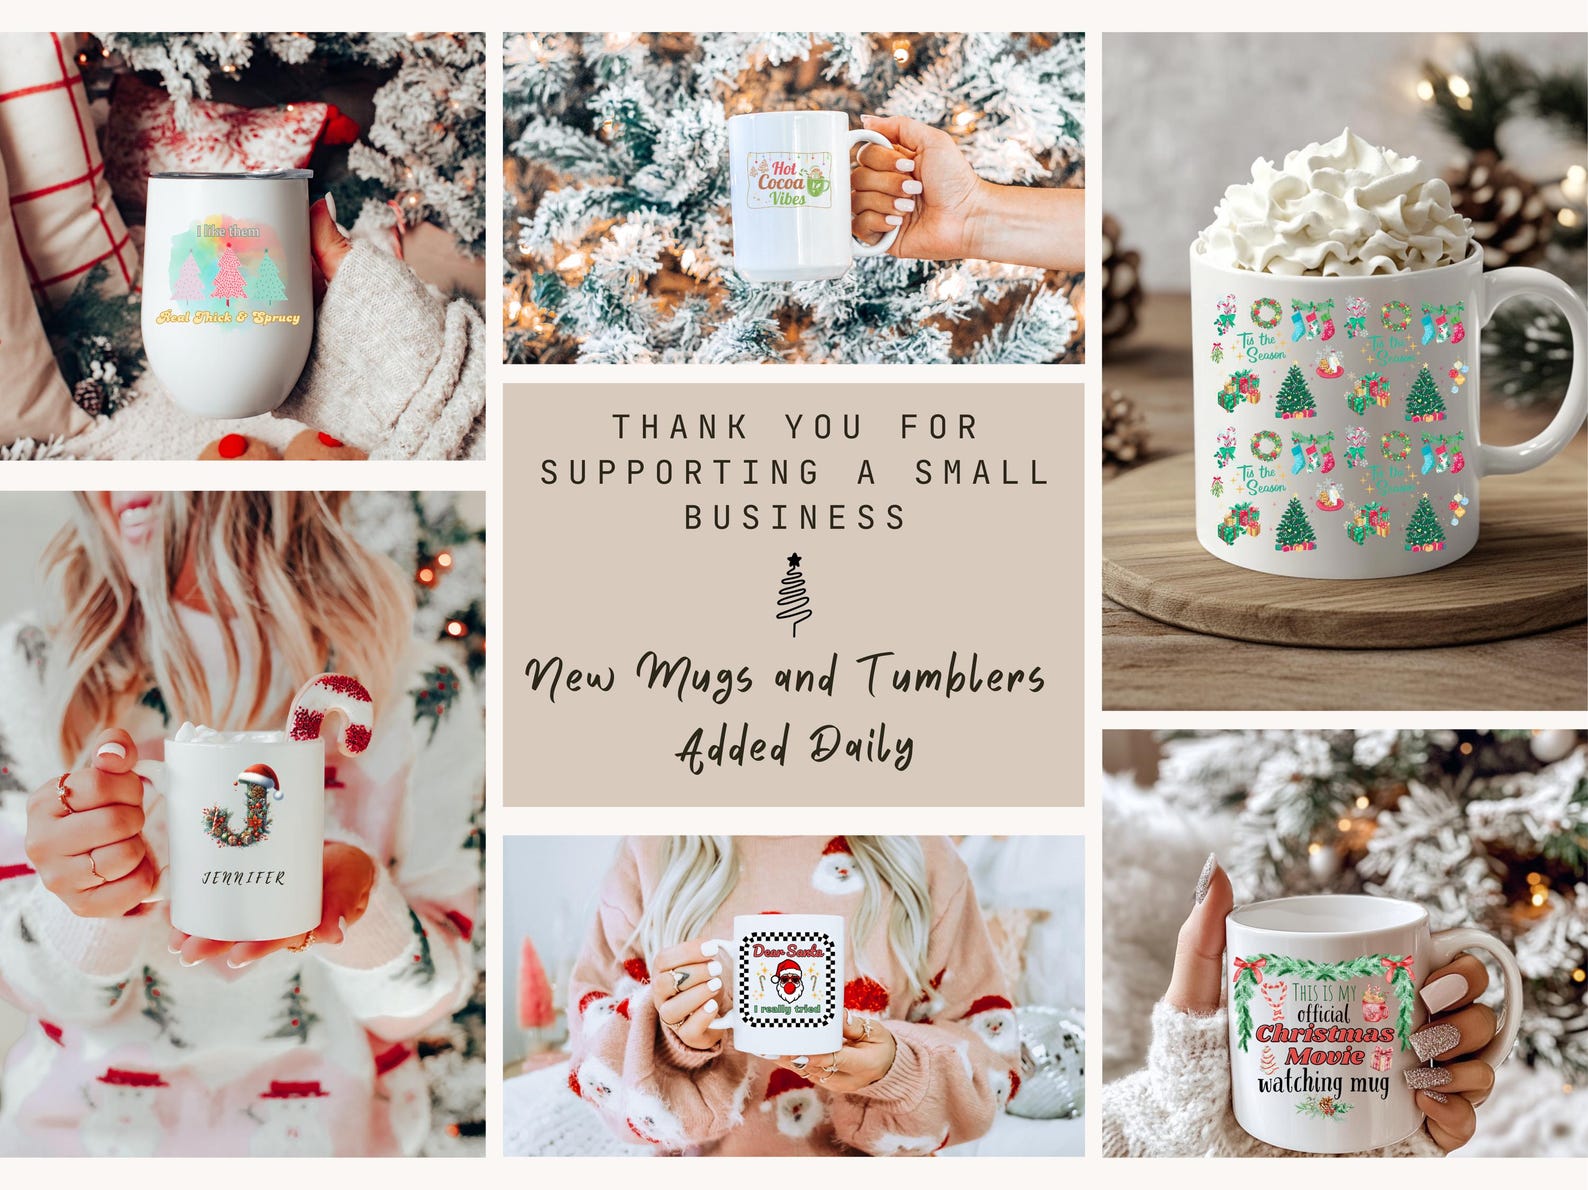 I like them
Real Thick & Sprucy
Hot
Cocoa
Vibes
Tis the
Season
Tis the
Season
Tis the
Season
Tis the
Season
THANK YOU FOR
SUPPORTING A SMALL
BUSINESS
New Mugs and Tumblers
Added Daily
JENNIFER
Dear Santa
I really tried
THIS IS MY
official
Christmas
Movie
watching mug